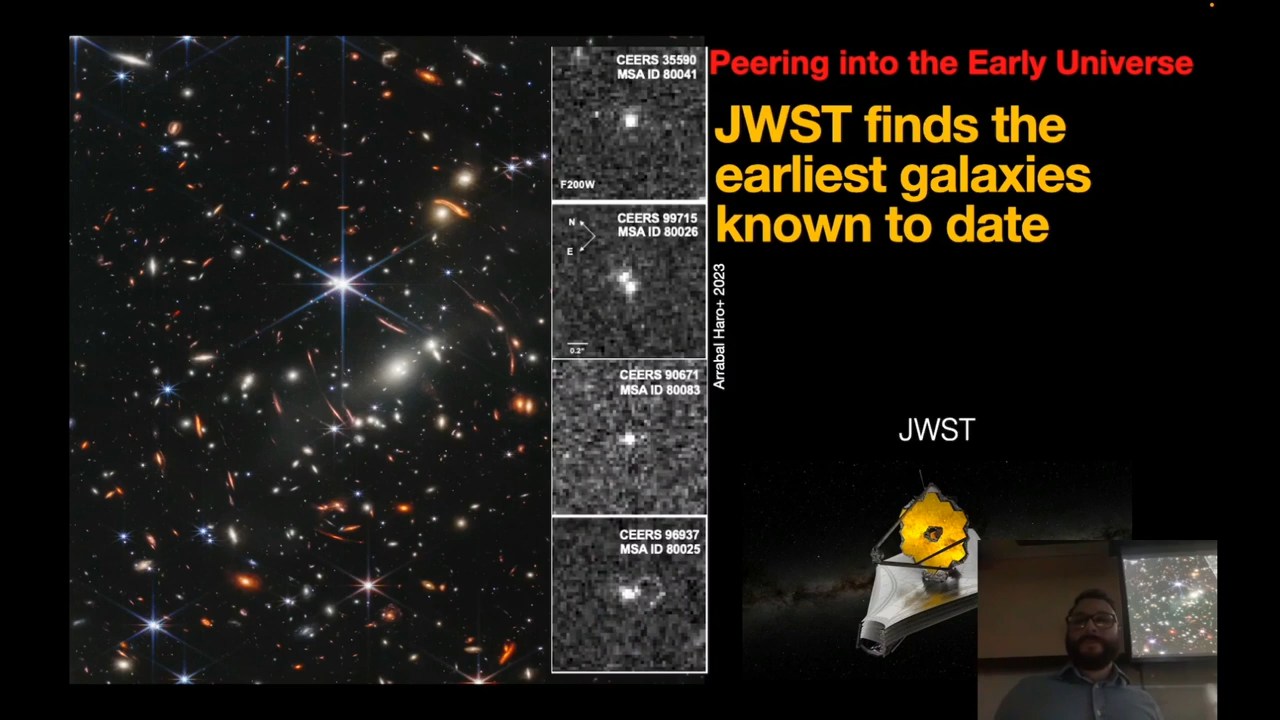 CEERS 35590
MSA ID 80041
F200W
CEERS 99715
MSA ID 80026
N
E
0.2"
CEERS 90671
MSA ID 80083
CEERS 96937
MSA ID 80025
Peering into the Early Universe
JWST finds the
earliest galaxies
known to date
Arrabal Haro+ 2023
JWST